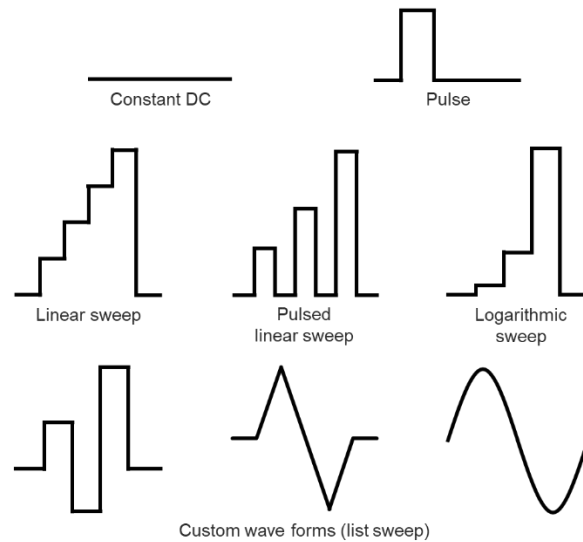 Constant DC
Pulse
Linear sweep
Pulsed
linear sweep
Logarithmic
sweep
Custom wave forms (list sweep)